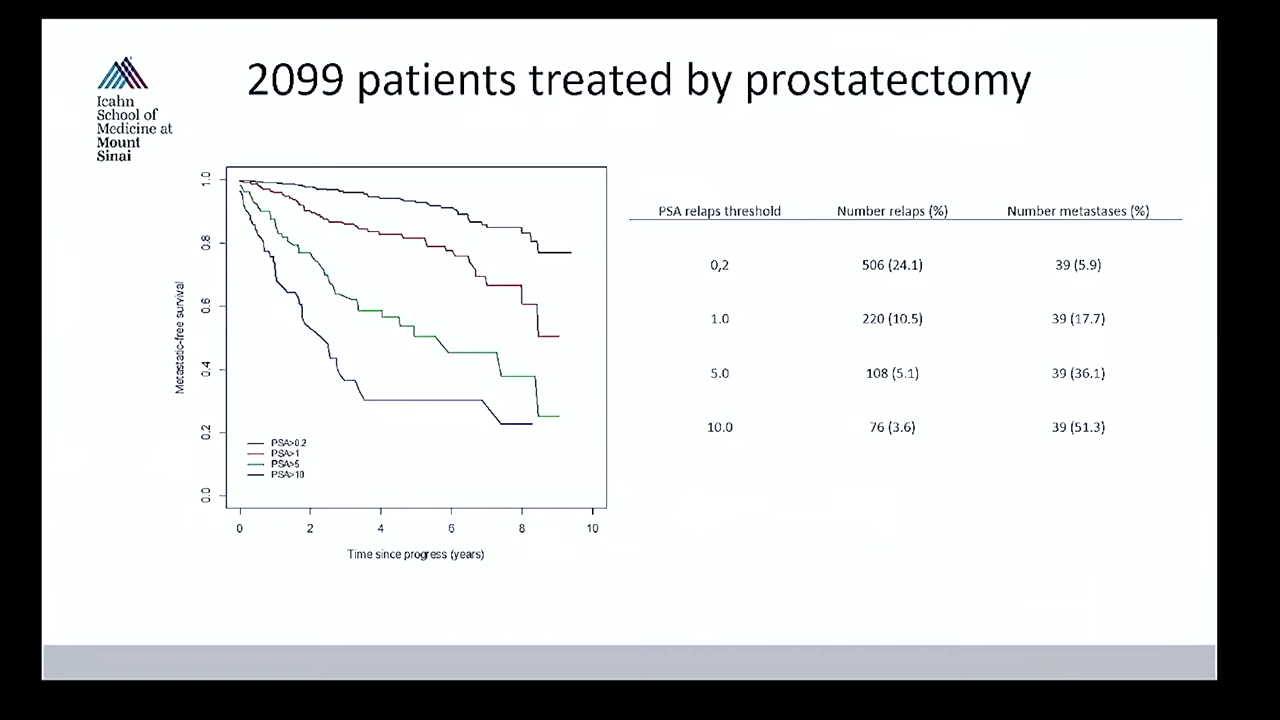 2099 patients treated by prostatectomy
Icahn
School of
Medicine at
Mount
Sinai
Metastatic-free survival
1.0
0.8
0.6
0.4
0.2
0.0
PSA>0.2
PSA>1
PSA>5
PSA>10
0 2 4 6 8 10
Time since progress (years)
PSA relaps threshold Number relaps (%) Number metastases (%)
0,2 506 (24.1) 39 (5.9)
1.0 220 (10.5) 39 (17.7)
5.0 108 (5.1) 39 (36.1)
10.0 76 (3.6) 39 (51.3)